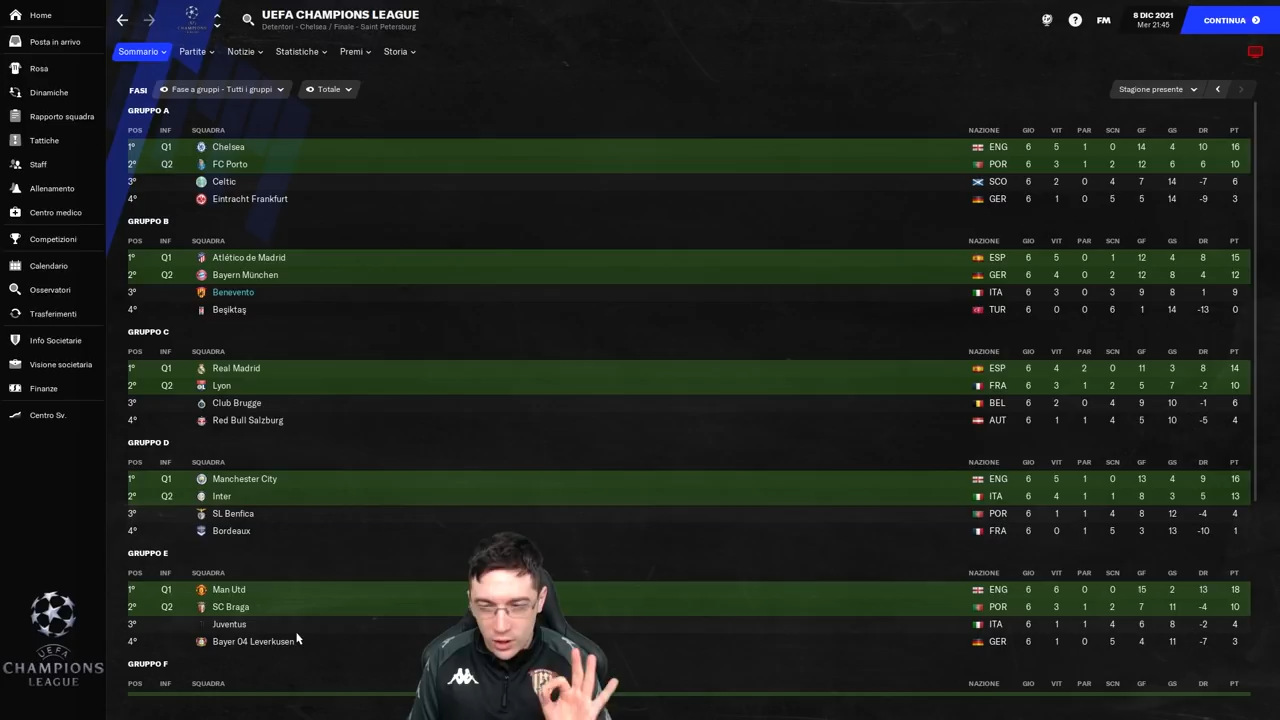 Home
Posta in arrivo
Rosa
Dinamiche
Rapporto squadra
Tattiche
Staff
Allenamento
Centro medico
Competizioni
Calendario
Osservatori
Trasferimenti
Info Societarie
Visione societaria
Finanze
Centro Sv.
UEFA CHAMPIONS LEAGUE
UEFA CHAMPIONS LEAGUE
Detentori - Chelsea / Finale - Saint Petersburg
FM
8 DIC 2021
Mer 21:45
CONTINUA
Sommario Partite Notizie Statistiche Premi Storia
FASI Fase a gruppi - Tutti i gruppi Totale Stagione presente
GRUPPO A
POS INF SQUADRA NAZIONE GIO VIT PAR SCN GF GS DR PT
1° Q1 Chelsea ENG 6 5 1 0 14 4 10 16
2° Q2 FC Porto POR 6 3 1 2 12 6 6 10
3° Celtic SCO 6 2 0 4 7 14 -7 6
4° Eintracht Frankfurt GER 6 1 0 5 5 14 -9 3
GRUPPO B
POS INF SQUADRA NAZIONE GIO VIT PAR SCN GF GS DR PT
1° Q1 Atlético de Madrid ESP 6 5 0 1 12 4 8 15
2° Q2 Bayern München GER 6 4 0 2 12 8 4 12
3° Benevento ITA 6 3 0 3 9 8 1 9
4° Beşiktaş TUR 6 0 0 6 1 14 -13 0
GRUPPO C
POS INF SQUADRA NAZIONE GIO VIT PAR SCN GF GS DR PT
1° Q1 Real Madrid ESP 6 4 2 0 11 3 8 14
2° Q2 Lyon FRA 6 3 1 2 5 7 -2 10
3° Club Brugge BEL 6 2 0 4 9 10 -1 6
4° Red Bull Salzburg AUT 6 1 1 4 5 10 -5 4
GRUPPO D
POS INF SQUADRA NAZIONE GIO VIT PAR SCN GF GS DR PT
1° Q1 Manchester City ENG 6 5 1 0 13 4 9 16
2° Q2 Inter ITA 6 4 1 1 8 3 5 13
3° SL Benfica POR 6 1 1 4 8 12 -4 4
4° Bordeaux FRA 6 0 1 5 3 13 -10 1
GRUPPO E
POS INF SQUADRA NAZIONE GIO VIT PAR SCN GF GS DR PT
1° Q1 Man Utd ENG 6 6 0 0 15 2 13 18
2° Q2 SC Braga POR 6 3 1 2 7 11 -4 10
3° Juventus ITA 6 1 1 4 6 8 -2 4
4° Bayer 04 Leverkusen GER 6 1 0 5 4 11 -7 3
GRUPPO F
POS INF SQUADRA NAZIONE GIO VIT PAR SCN GF GS DR PT